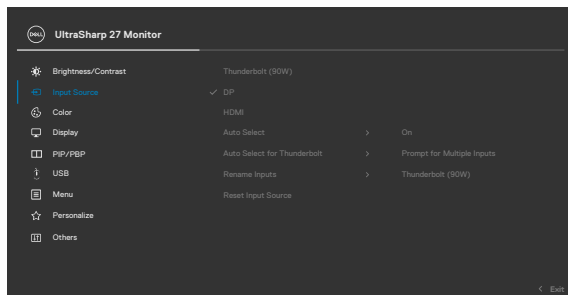 DELL UltraSharp 27 Monitor
Brightness/Contrast Thunderbolt (90W)
Input Source DP
Color HDMI
Display Auto Select On
PIP/PBP Auto Select for Thunderbolt Prompt for Multiple Inputs
USB Rename Inputs Thunderbolt (90W)
Menu Reset Input Source
Personalize
Others
Exit